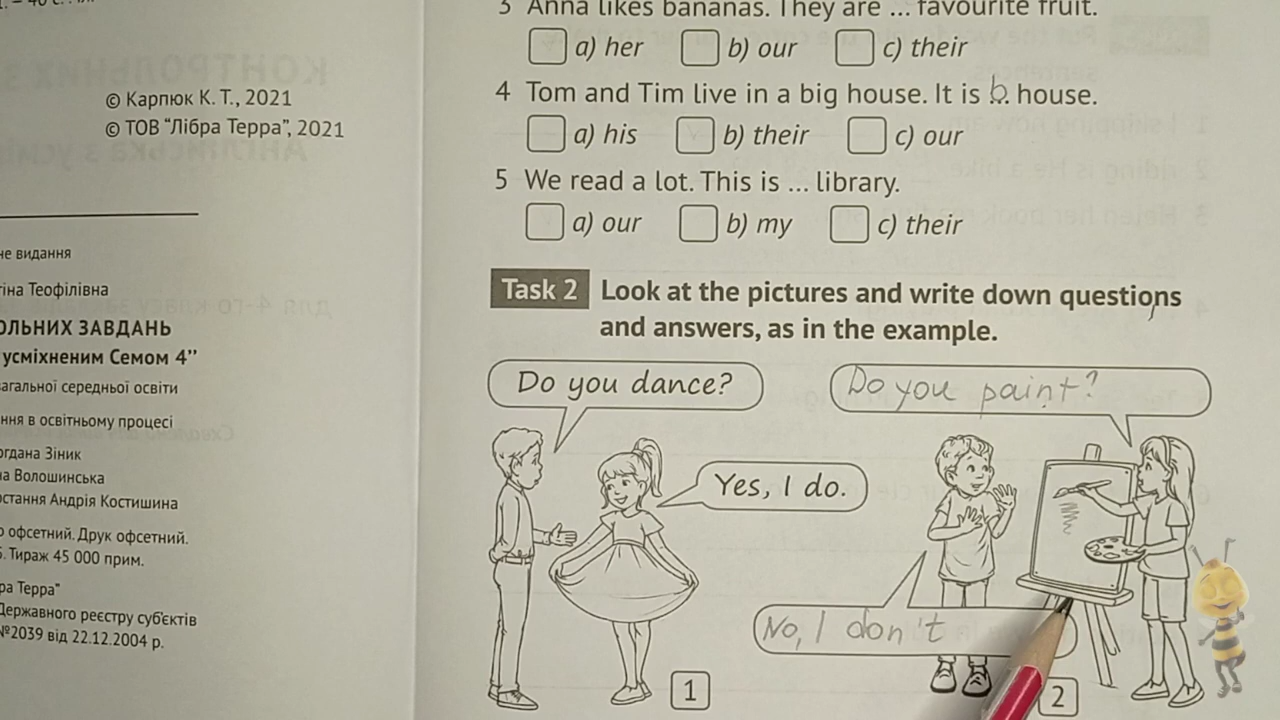 © Карпюк К. Т., 2021
© ТОВ “Лібра Терра”, 2021
не видання
Теофілівна
ОЛЬНИХ ЗАВДАНЬ
усміхненим Семом 4”
загальної середньої освіти
ння в освітньому процесі
огдана Зіник
на Волошинська
остання Андрія Костишина
о офсетний. Друк офсетний.
Б. Тираж 45 000 прим.
ра Терра"
Державного реєстру суб'єктів
№2039 від 22.12.2004 р.
3 Anna likes bananas. They are ... favourite fruit.
a) her b) our c) their
4 Tom and Tim live in a big house. It is b house.
a) his b) their c) our
5 We read a lot. This is ... library.
a) our b) my c) their
Task 2 Look at the pictures and write down questions
and answers, as in the example.
Do you dance? Do you paint?
Yes, I do.
No, I don't
1 2